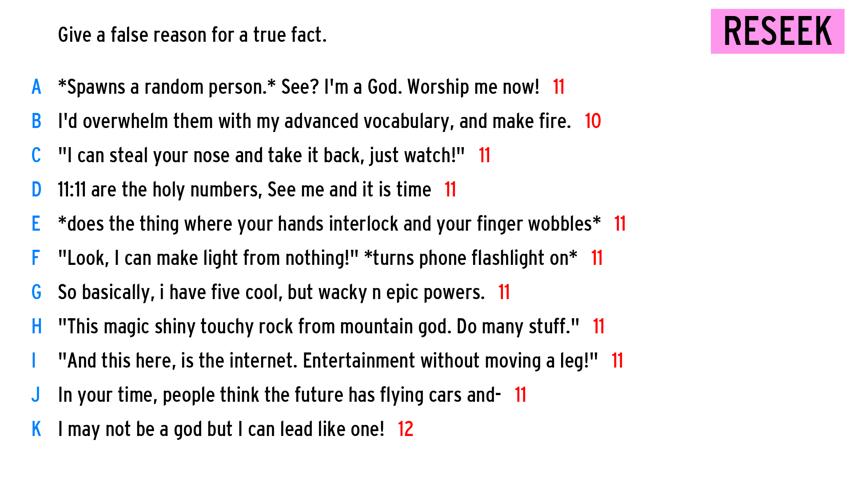 Give a false reason for a true fact.
RESEEK
A *Spawns a random person.* See? I'm a God. Worship me now! 11
B I'd overwhelm them with my advanced vocabulary, and make fire. 10
C "I can steal your nose and take it back, just watch!" 11
D 11:11 are the holy numbers, See me and it is time 11
E *does the thing where your hands interlock and your finger wobbles* 11
F "Look, I can make light from nothing!" *turns phone flashlight on* 11
G So basically, i have five cool, but wacky n epic powers. 11
H "This magic shiny touchy rock from mountain god. Do many stuff." 11
I "And this here, is the internet. Entertainment without moving a leg!" 11
J In your time, people think the future has flying cars and- 11
K I may not be a god but I can lead like one! 12